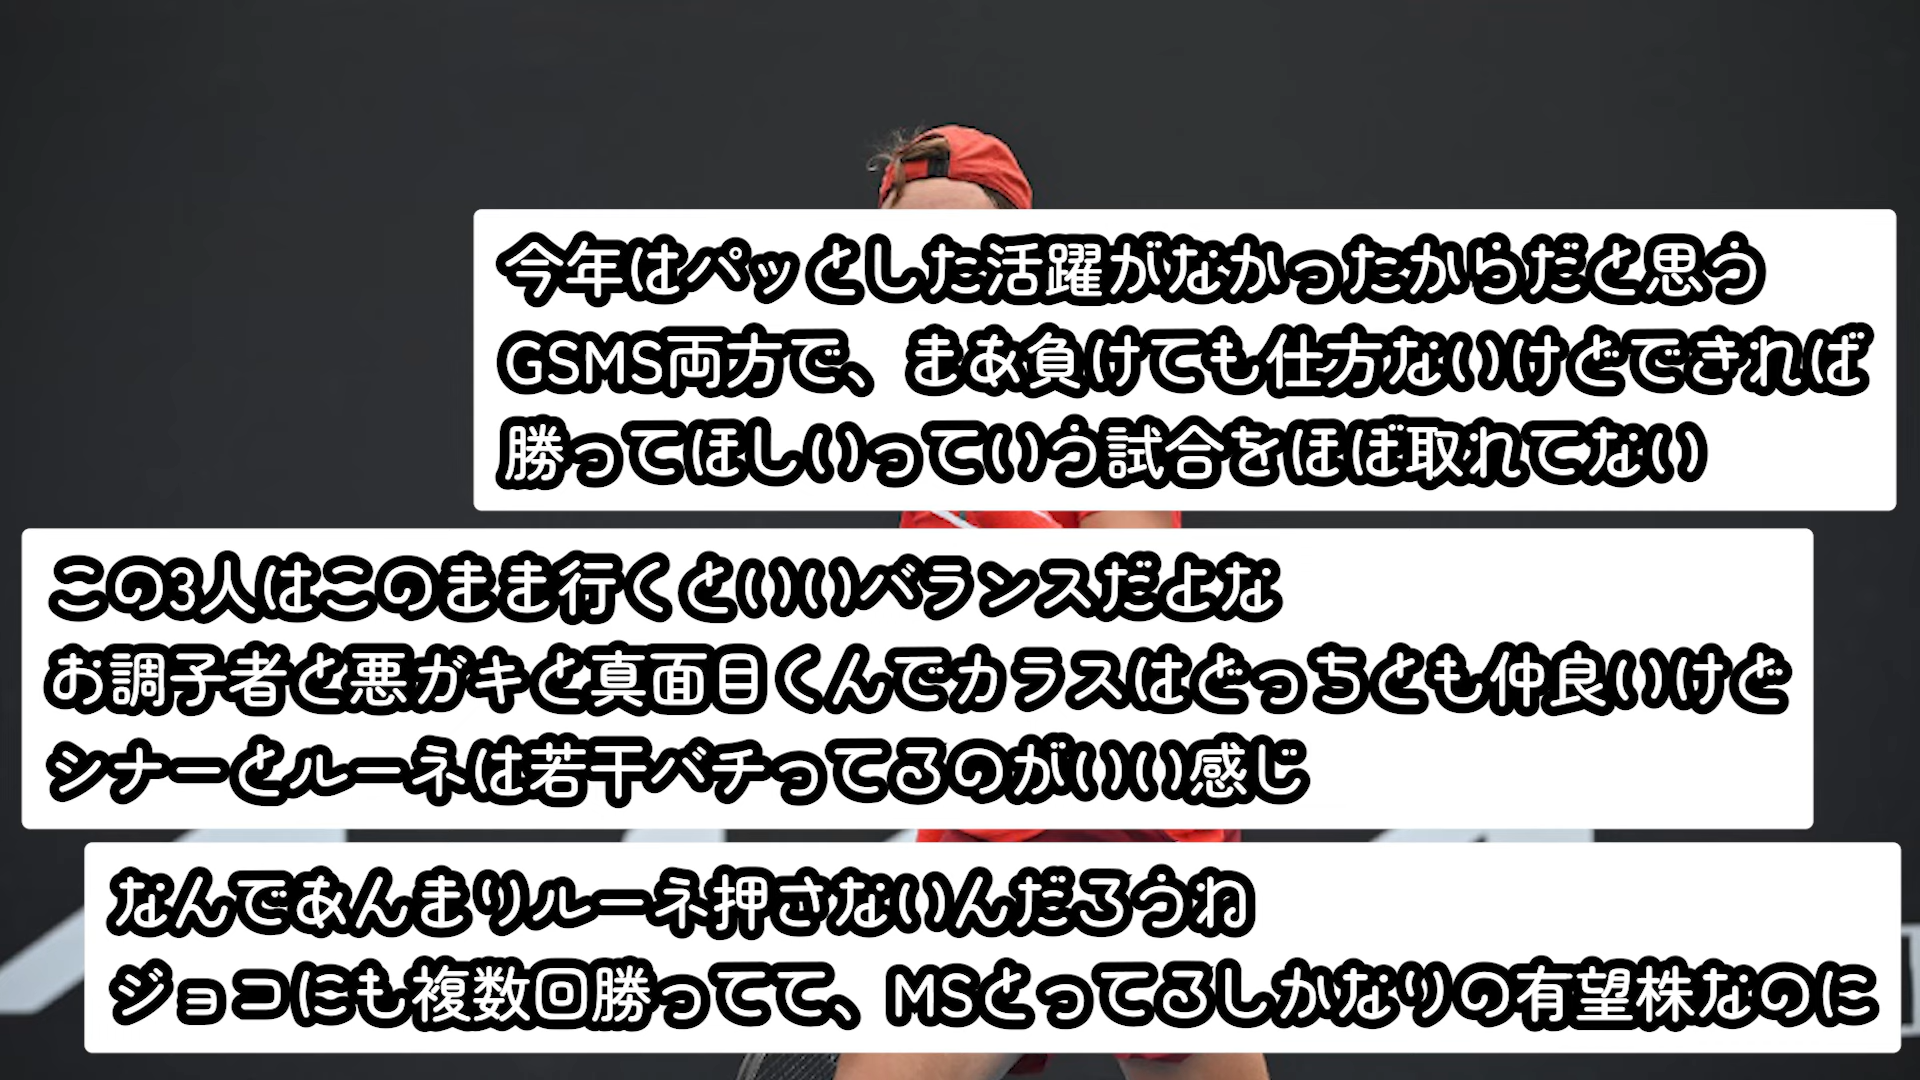 今年はパッとした活躍がなかったからだと思う
GSMS両方で、まあ負けても仕方ないけどできれば
勝ってほしいっていう試合をほぼ取れてない
この3人はこのまま行くといいバランスだよな
お調子者と悪ガキと真面目くんでカラスはどっちとも仲良いけど
シナーとルーネは若干バチってるのがいい感じ
なんであんまりルーネ押さないんだろうね
ジョコにも複数回勝ってて、MSとってるしかなりの有望株なのに